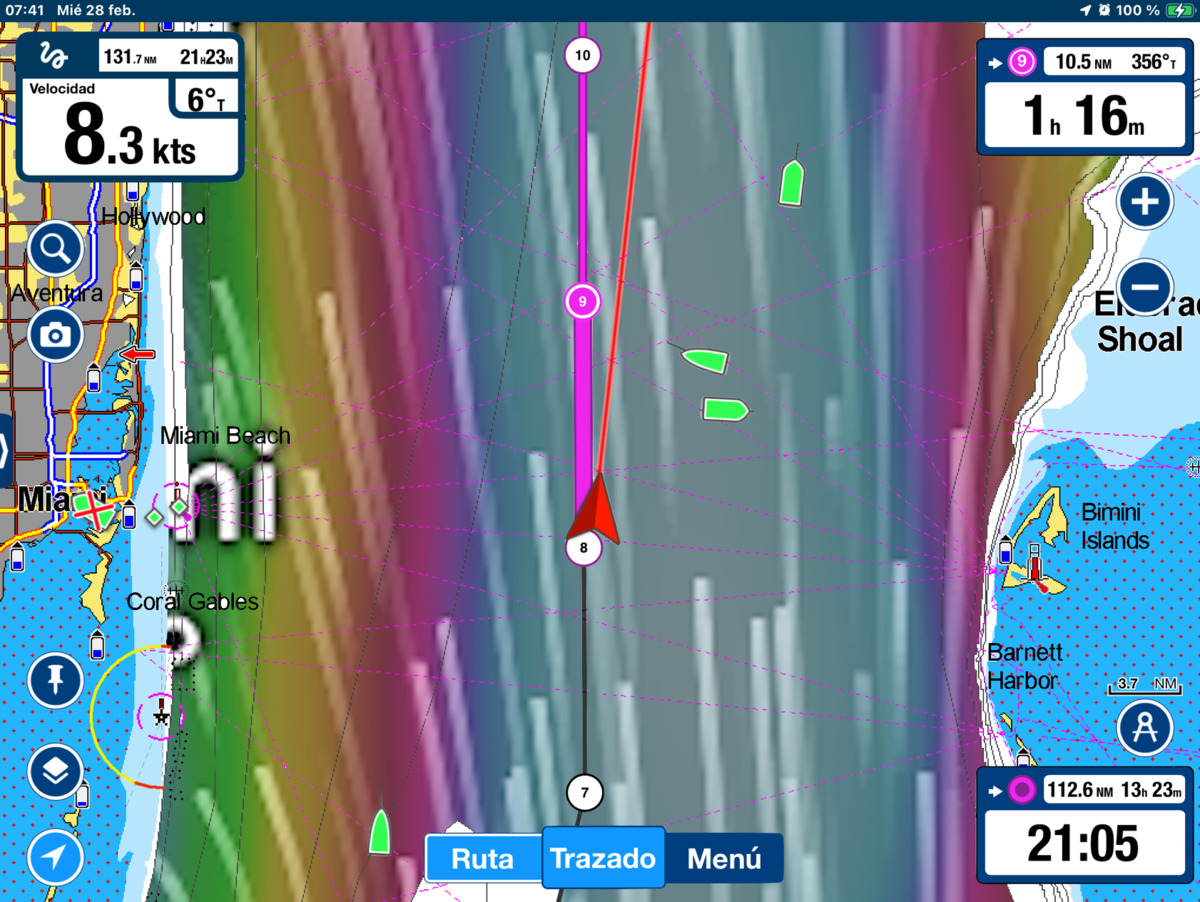 07:41 Mié 28 feb.
100 %
131.7 NM 21H23M
Velocidad
6°T
8.3 kts
9 10.5 NM 356°T
1h 16m
10
Hollywood
Aventura
9
Shoal
Miami Beach
ni
Bimini
Islands
8
Coral Gables
Barnett
Harbor
3.7 NM
7
112.6 NM 13h 23m
21:05
Ruta Trazado Menú